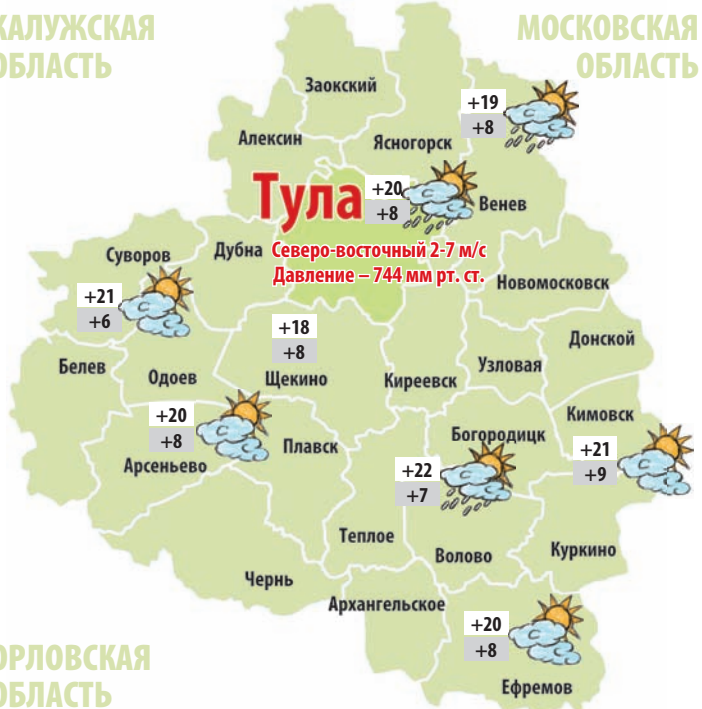 КАЛУЖСКАЯ
ОБЛАСТЬ
МОСКОВСКАЯ
ОБЛАСТЬ
Заокский
+19
+8
Алексин
Ясногорск
Тула
+20
+8
Венев
Суворов
Дубна
Северо-восточный 2-7 м/с
Давление – 744 мм рт. ст.
Новомосковск
+21
+6
+18
+8
Донской
Белев
Одоев
Щекино
Киреевск
Узловая
+20
+8
Арсеньево
Плавск
Богородицк
Кимовск
+21
+9
+22
+7
Теплое
Волово
Куркино
Чернь
Архангельское
+20
+8
Ефремов
ОРЛОВСКАЯ
ОБЛАСТЬ